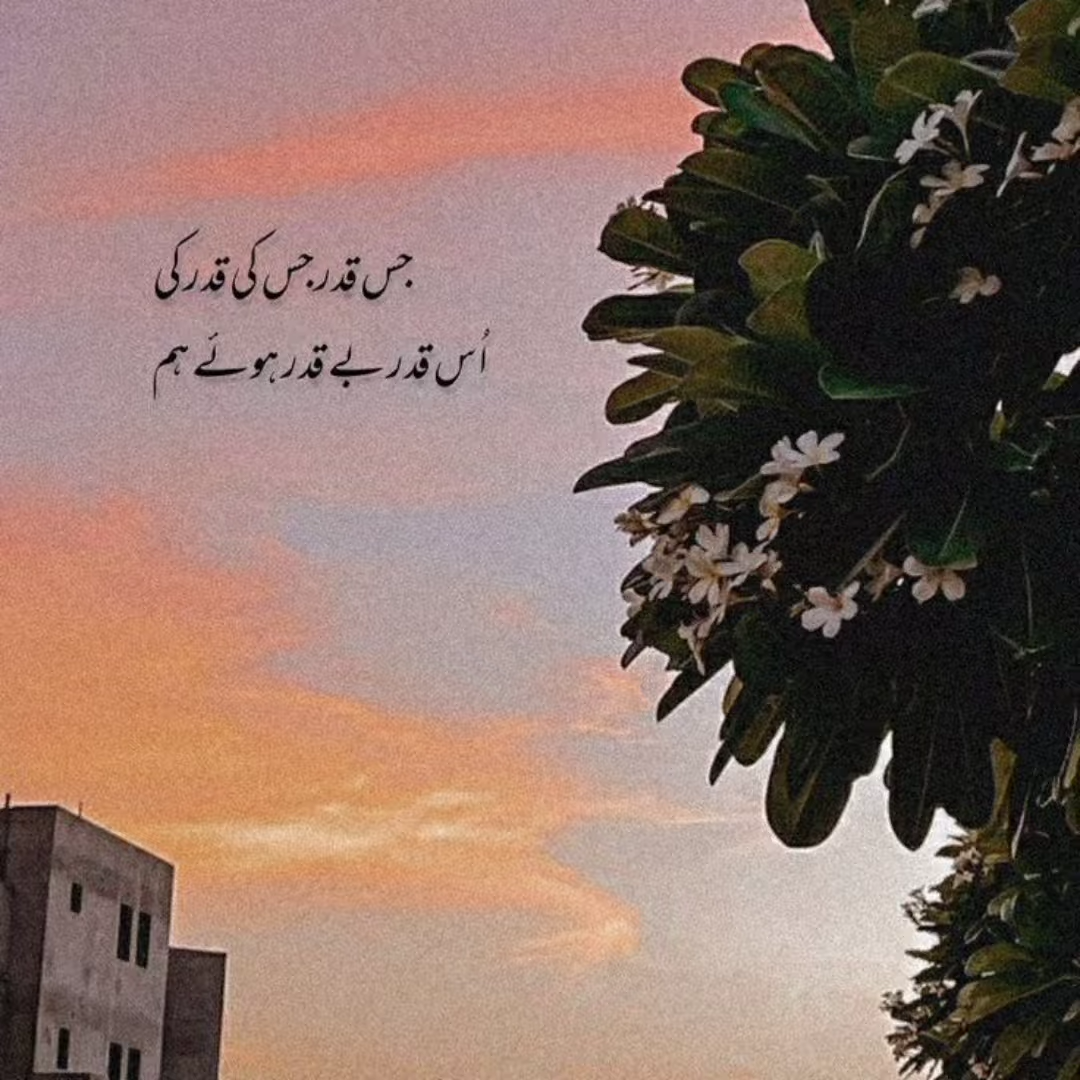 جس قدر جس کی قدر کی
اُس قدر بے قدر ہوئے ہم